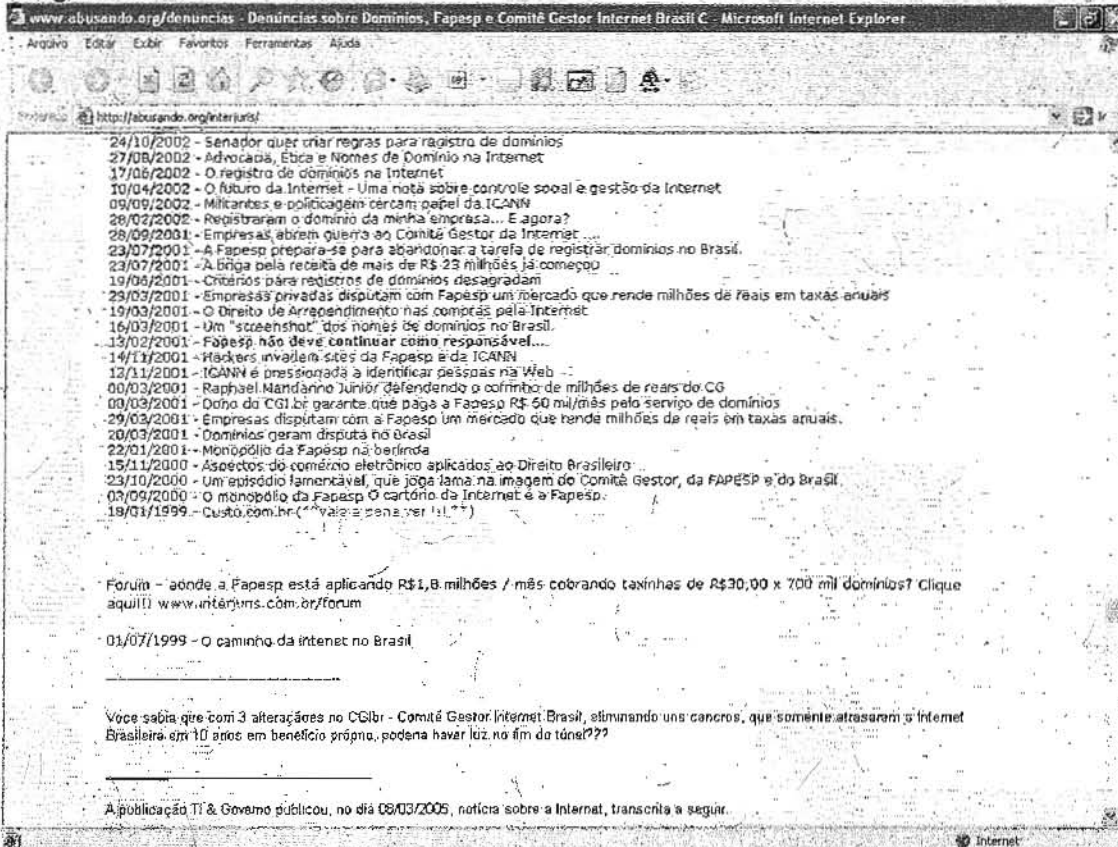 www.abusando.org/denuncias - Denúncias sobre Domínios, Fapesp e Comitê Gestor Internet Brasil C - Microsoft Internet Explorer
Arquivo Editar Exibir Favoritos Ferramentas Ajuda
http://abusando.org/interjuris/ Ir
24/10/2002 - Senador quer criar regras para registro de domínios
27/08/2002 - Advocacia, Ética e Nomes de Domínio na Internet
17/06/2002 - O registro de domínios na Internet
10/04/2002 - O futuro da Internet - Uma nota sobre controle social e gestão da Internet
09/09/2002 - Militantes e politicagem cercam papel da ICANN
28/02/2002 - Registraram o domínio da minha empresa... E agora?
28/09/2001 - Empresas abrem guerra ao Comitê Gestor da Internet ....
23/07/2001 - A Fapesp prepara-se para abandonar a tarefa de registrar domínios no Brasil.
23/07/2001 - A briga pela receita de mais de R$ 23 milhões já começou
19/06/2001 - Critérios para registros de domínios desagradam
29/03/2001 - Empresas privadas disputam com Fapesp um mercado que rende milhões de reais em taxas anuais
19/03/2001 - O Direito de Arrependimento nas compras pela Internet
16/03/2001 - Um "screenshot" dos nomes de domínios no Brasil.
13/02/2001 - Fapesp não deve continuar como responsável....
14/11/2001 - Hackers invadem sites da Fapesp e da ICANN
12/11/2001 - ICANN é pressionada a identificar pessoas na Web
00/03/2001 - Raphael Mandarino Junior defendendo o cofrinho de milhões de reais do CG
00/03/2001 - Dono do CGI.br garante que paga a Fapesp R$ 60 mil/mês pelo serviço de domínios
29/03/2001 - Empresas disputam com a Fapesp um mercado que rende milhões de reais em taxas anuais.
20/03/2001 - Domínios geram disputa no Brasil
22/01/2001 - Monopólio da Fapesp na berlinda
15/11/2000 - Aspectos do comércio eletrônico aplicados ao Direito Brasileiro ..
23/10/2000 - Um episódio lamentável, que joga lama na imagem do Comitê Gestor, da FAPESP e do Brasil.
03/09/2000 - O monopólio da Fapesp O cartório da Internet é a Fapesp.
18/01/1999 - Custo.com.br (**vale a pena ver !!.**)
Forum - aonde a Fapesp está aplicando R$1,8 milhões / mês cobrando taxinhas de R$30,00 x 700 mil domínios? Clique
aqui!!! www.interjuris.com.br/forum
01/07/1999 - O caminho da intenet no Brasil
Voce sabia que com 3 alterações no CGIbr - Comitê Gestor Internet Brasil, eliminando uns cancros, que somente atrasaram a Internet
Brasileira em 10 anos em benefício próprio, poderia haver luz no fim do túnel???
A publicação TI & Governo publicou, no dia 08/03/2005, notícia sobre a Internet, transcrita a seguir.
Internet